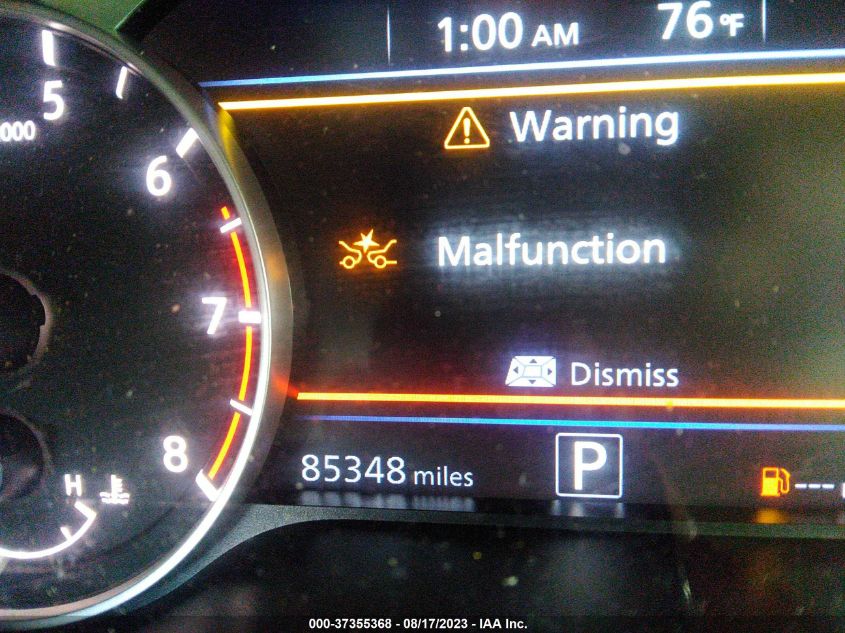 1:00 AM 76°F
5
000
6
Warning
Malfunction
7
Dismiss
8
H
85348 miles P ---
000-37355368 - 08/17/2023 - IAA Inc.